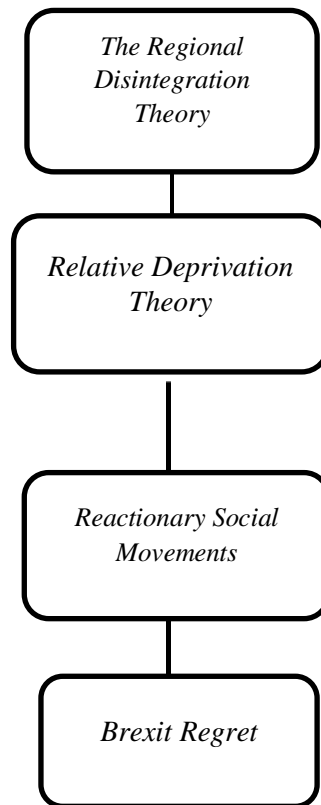 The Regional
Disintegration
Theory
Relative Deprivation
Theory
Reactionary Social
Movements
Brexit Regret